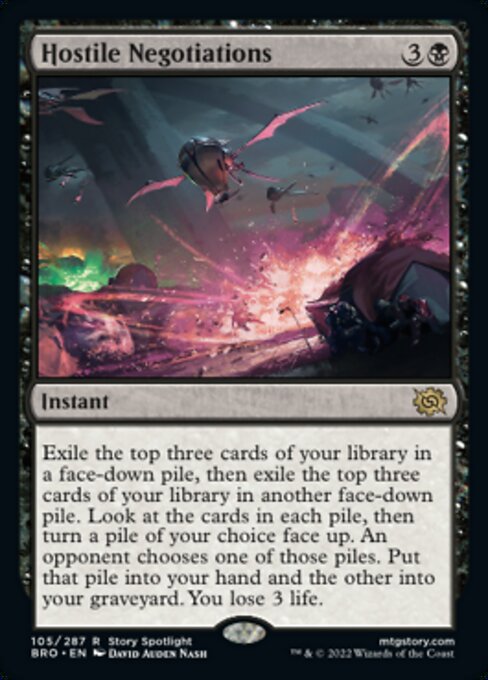 Hostile Negotiations 3
Instant
Exile the top three cards of your library in
a face-down pile, then exile the top three
cards of your library in another face-down
pile. Look at the cards in each pile, then
turn a pile of your choice face up. An
opponent chooses one of those piles. Put
that pile into your hand and the other into
your graveyard. You lose 3 life.
105/287 R Story Spotlight mtgstory.com
BRO • EN DAVID AUDEN NASH ™ & © 2022 Wizards of the Coast